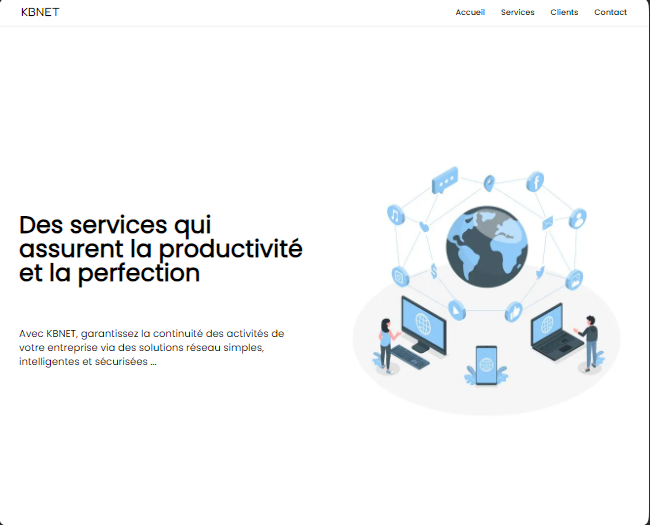 KBNET
Accueil Services Clients Contact
Des services qui
assurent la productivité
et la perfection
Avec KBNET, garantissez la continuité des activités de
votre entreprise via des solutions réseau simples,
intelligentes et sécurisées ...